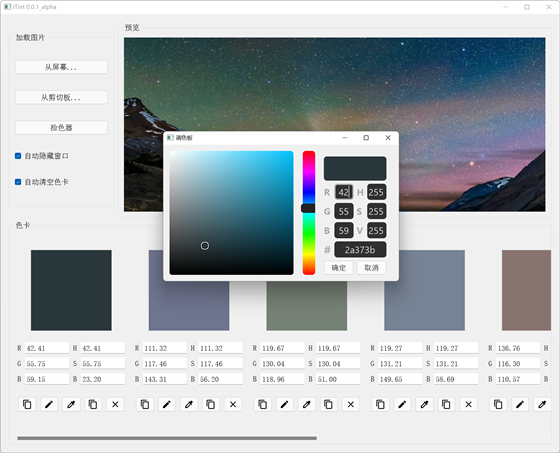 iTint 0.0.1_alpha
加载图片
从屏幕...
从剪切板...
拾色器
自动隐藏窗口
自动清空色卡
预览
调色板
R 42 H 255
G 55 S 255
B 59 V 255
# 2a373b
确定 取消
色卡
R 42.41 H 42.41 R 111.32 H 111.32 R 119.67 H 119.67 R 119.27 H 119.27 R 136.76 H
G 55.75 S 55.75 G 117.46 S 117.46 G 130.04 S 130.04 G 131.21 S 131.21 G 116.30 S
B 59.15 B 23.20 B 143.31 B 56.20 B 118.96 B 51.00 B 149.65 B 58.69 B 110.57 B